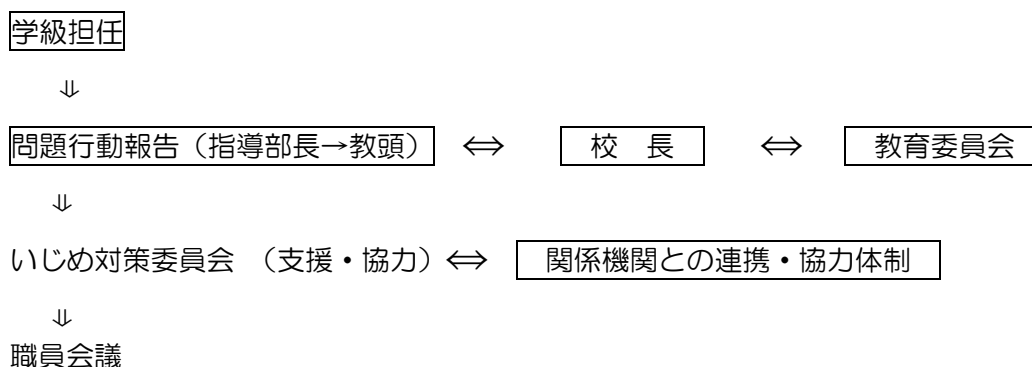 学級担任
⇓
問題行動報告（指導部長→教頭） ⇔ 校　長 ⇔ 教育委員会
⇓
いじめ対策委員会　（支援・協力）⇔ 関係機関との連携・協力体制
⇓
職員会議